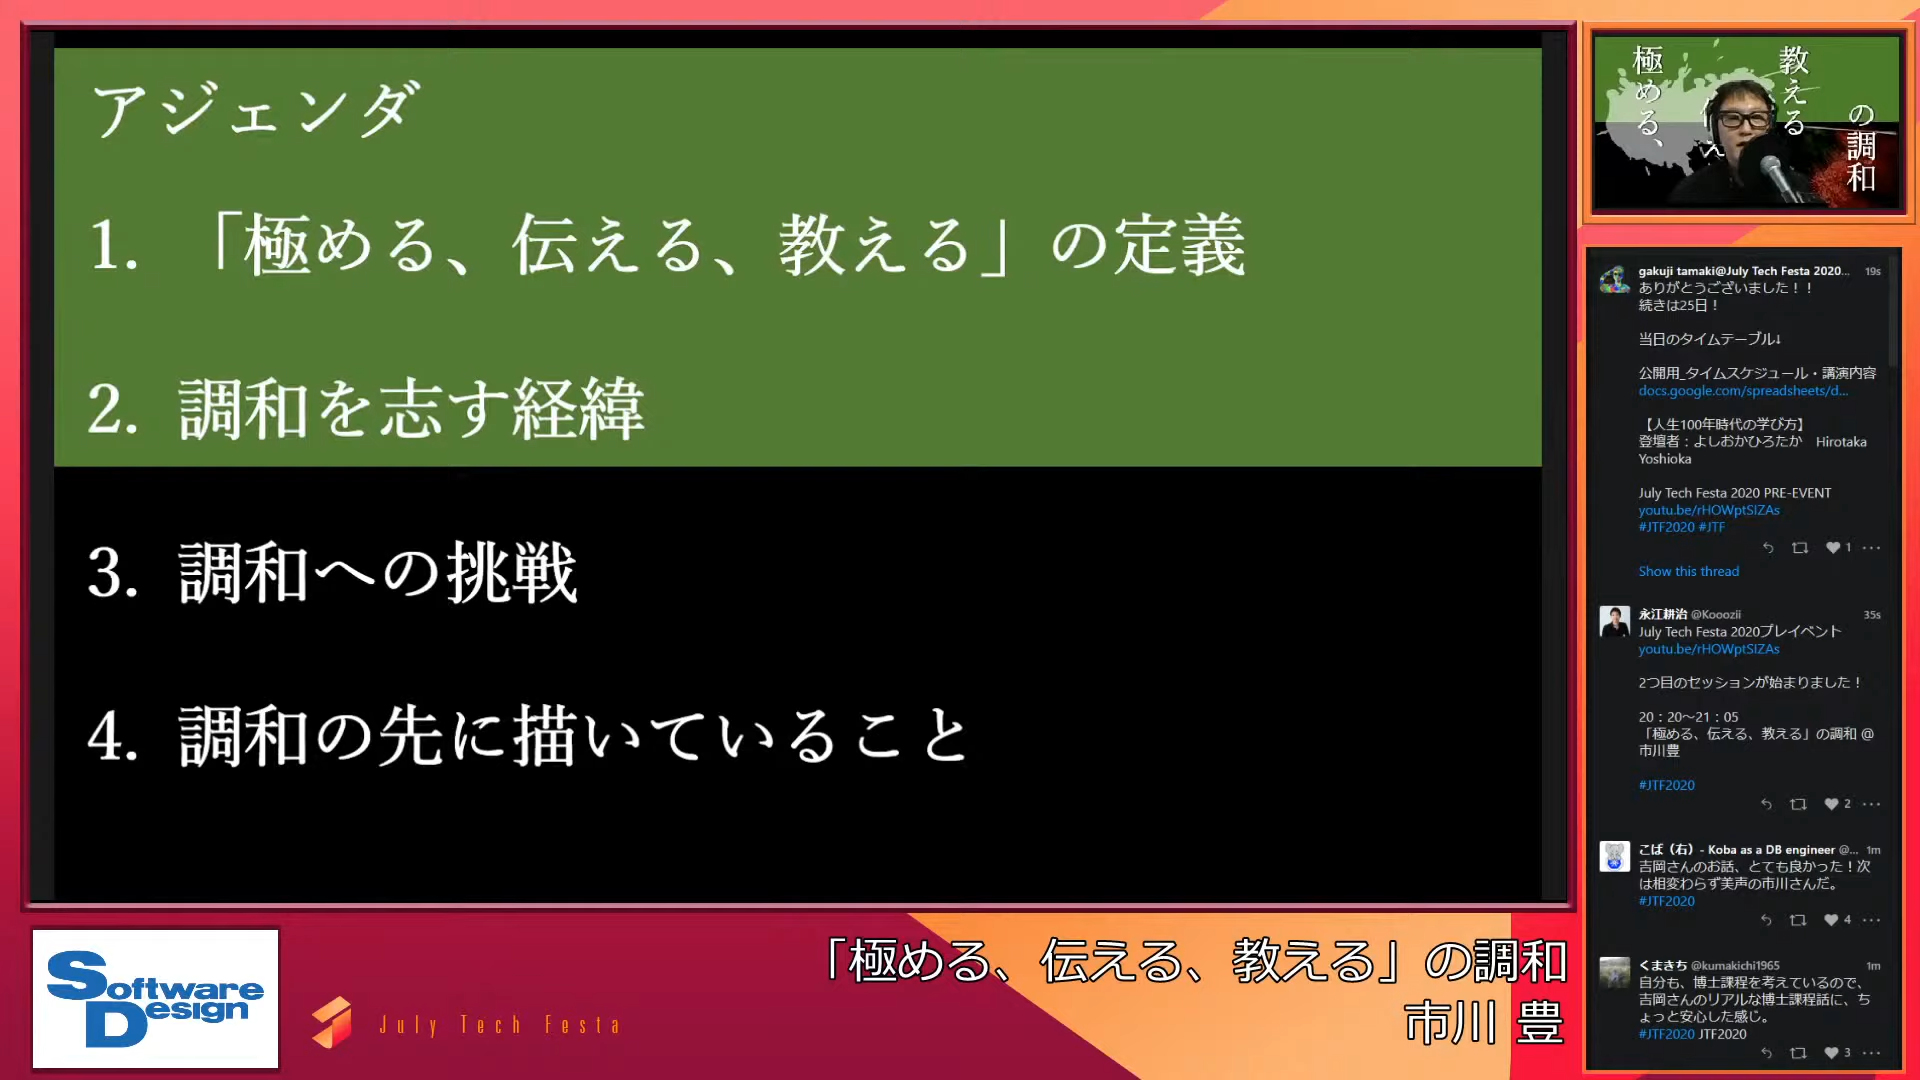 アジェンダ
1. 「極める、伝える、教える」の定義
2. 調和を志す経緯
3. 調和への挑戦
4. 調和の先に描いていること
極める、
教える
の調和
gakuji tamaki@July Tech Festa 2020... 19s
ありがとうございました！！
続きは25日！
当日のタイムテーブル↓
公開用_タイムスケジュール・講演内容
docs.google.com/spreadsheets/d...
【人生100年時代の学び方】
登壇者：よしおかひろたか　Hirotaka
Yoshioka
July Tech Festa 2020 PRE-EVENT
youtu.be/rHOWptSIZAs
#JTF2020 #JTF
1
Show this thread
永江耕治 @Kooozii 35s
July Tech Festa 2020プレイベント
youtu.be/rHOWptSIZAs
2つ目のセッションが始まりました！
20：20〜21：05
「極める、伝える、教える」の調和 @
市川豊
#JTF2020
2
こば（右）- Koba as a DB engineer @... 1m
吉岡さんのお話、とても良かった！次
は相変わらず美声の市川さんだ。
#JTF2020
4
くまきち @kumakichi1965 1m
自分も、博士課程を考えているので、
吉岡さんのリアルな博士課程話に、ち
ょっと安心した感じ。
#JTF2020 JTF2020
3
Software
Design
July Tech Festa
「極める、伝える、教える」の調和
市川 豊